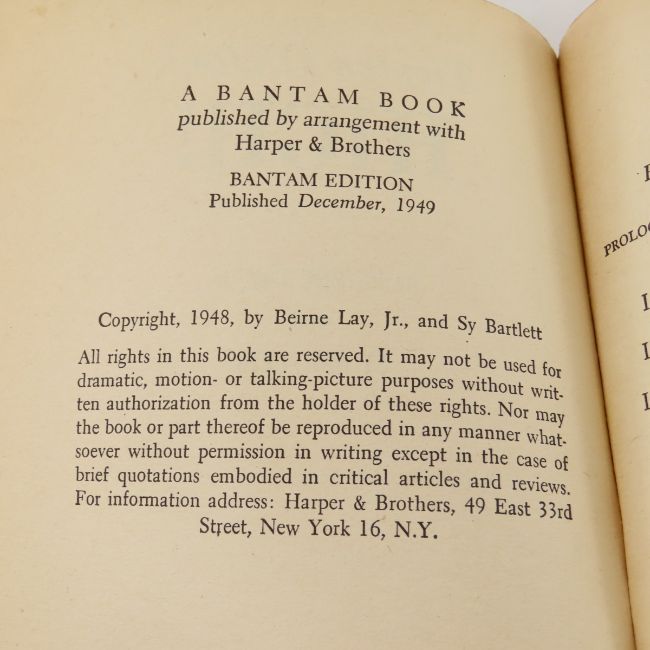 A BANTAM BOOK
published by arrangement with
Harper & Brothers
BANTAM EDITION
Published December, 1949
Copyright, 1948, by Beirne Lay, Jr., and Sy Bartlett
All rights in this book are reserved. It may not be used for
dramatic, motion- or talking-picture purposes without writ-
ten authorization from the holder of these rights. Nor may
the book or part thereof be reproduced in any manner what-
soever without permission in writing except in the case of
brief quotations embodied in critical articles and reviews.
For information address: Harper & Brothers, 49 East 33rd
Street, New York 16, N.Y.